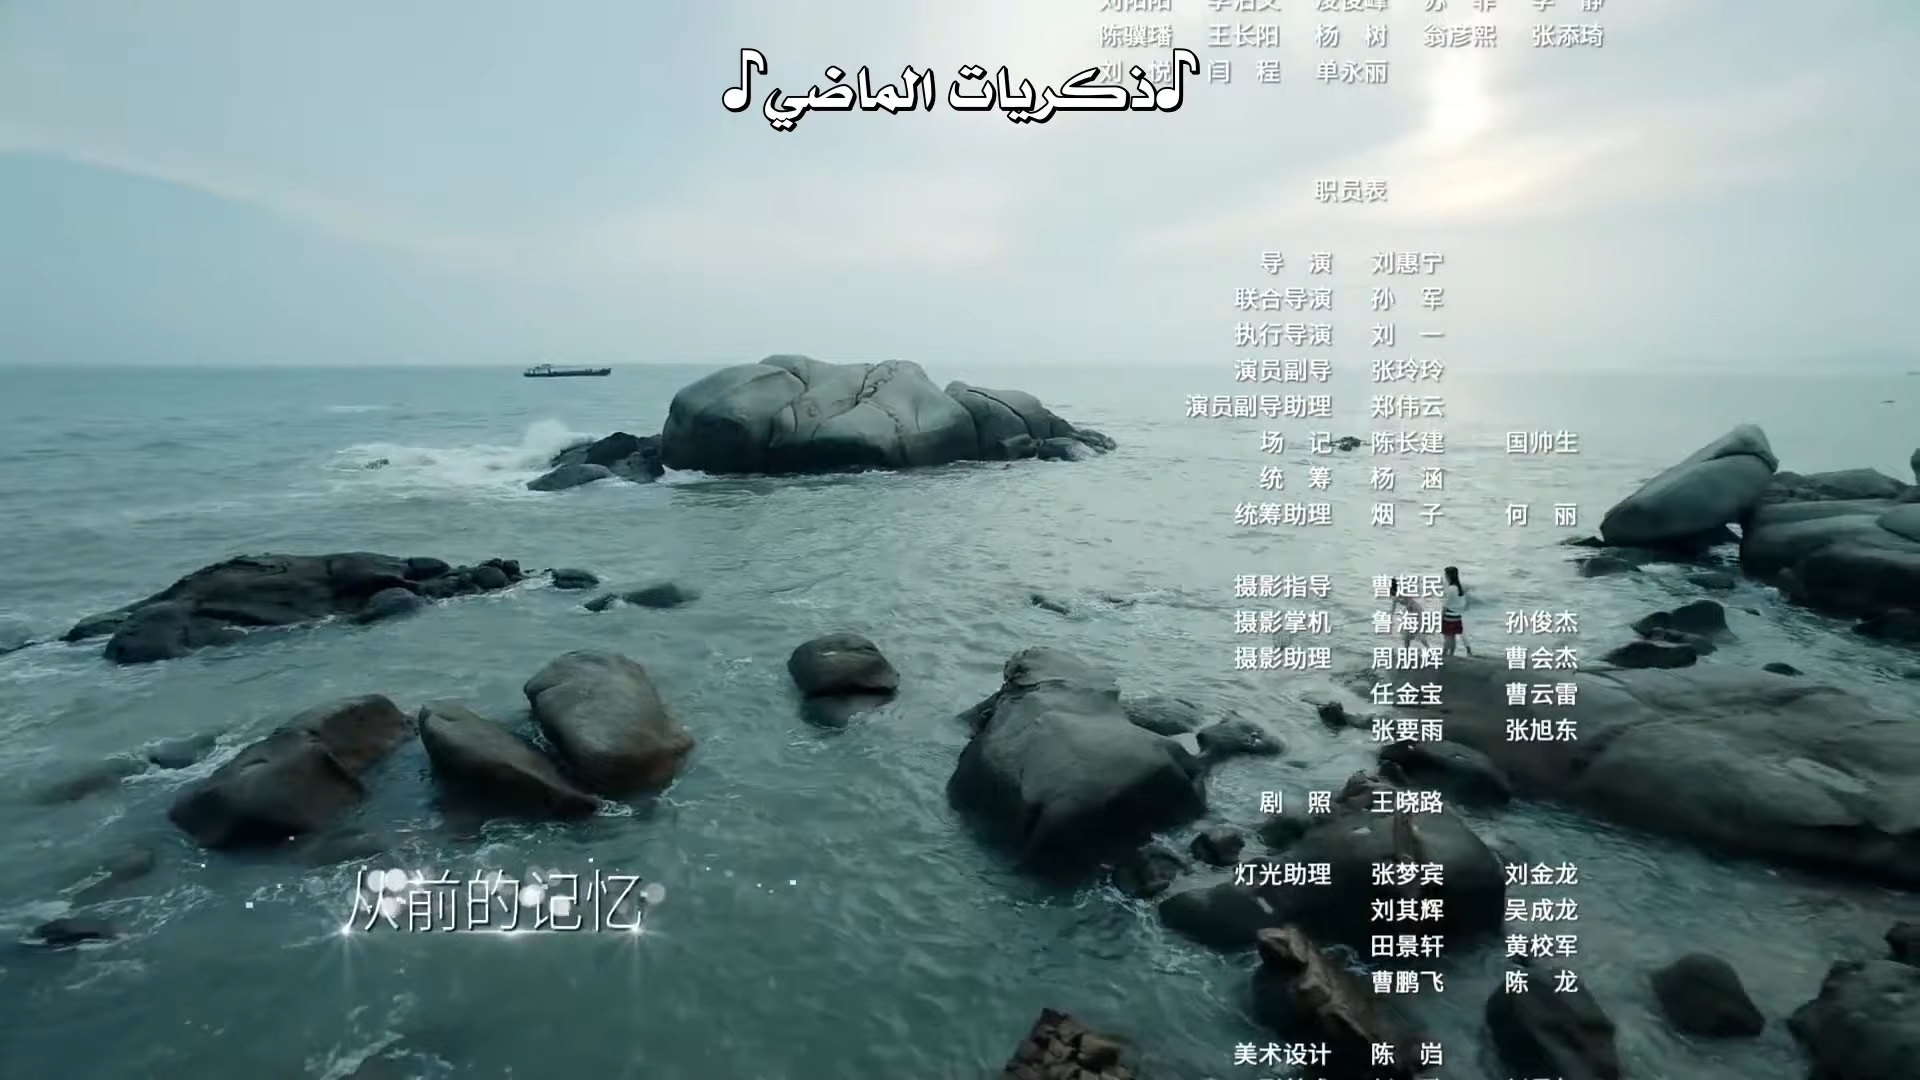 陈骥璠 王长阳 杨 树 翁彦熙 张添琦
刘 悦 闫 程 单永丽
♪ذكريات الماضي♪
职员表
导 演 刘惠宁
联合导演 孙 军
执行导演 刘 一
演员副导 张玲玲
演员副导助理 郑伟云
场 记 陈长建 国帅生
统 筹 杨 涵
统筹助理 烟 子 何 丽
摄影指导 曹超民
摄影掌机 鲁海朋 孙俊杰
摄影助理 周朋辉 曹会杰
任金宝 曹云雷
张要雨 张旭东
剧 照 王晓路
灯光助理 张梦宾 刘金龙
刘其辉 吴成龙
田景轩 黄校军
曹鹏飞 陈 龙
从前的记忆
美术设计 陈 岿